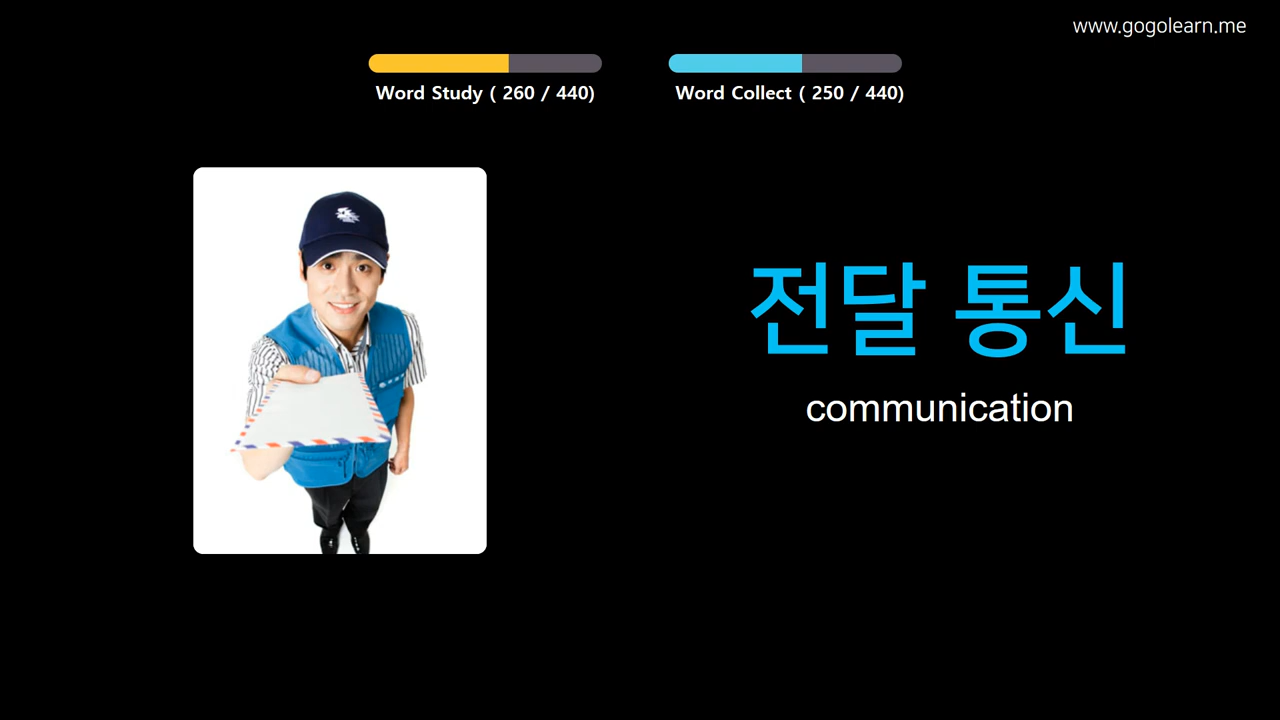 www.gogolearn.me
Word Study ( 260 / 440)
Word Collect ( 250 / 440)
전달 통신
communication